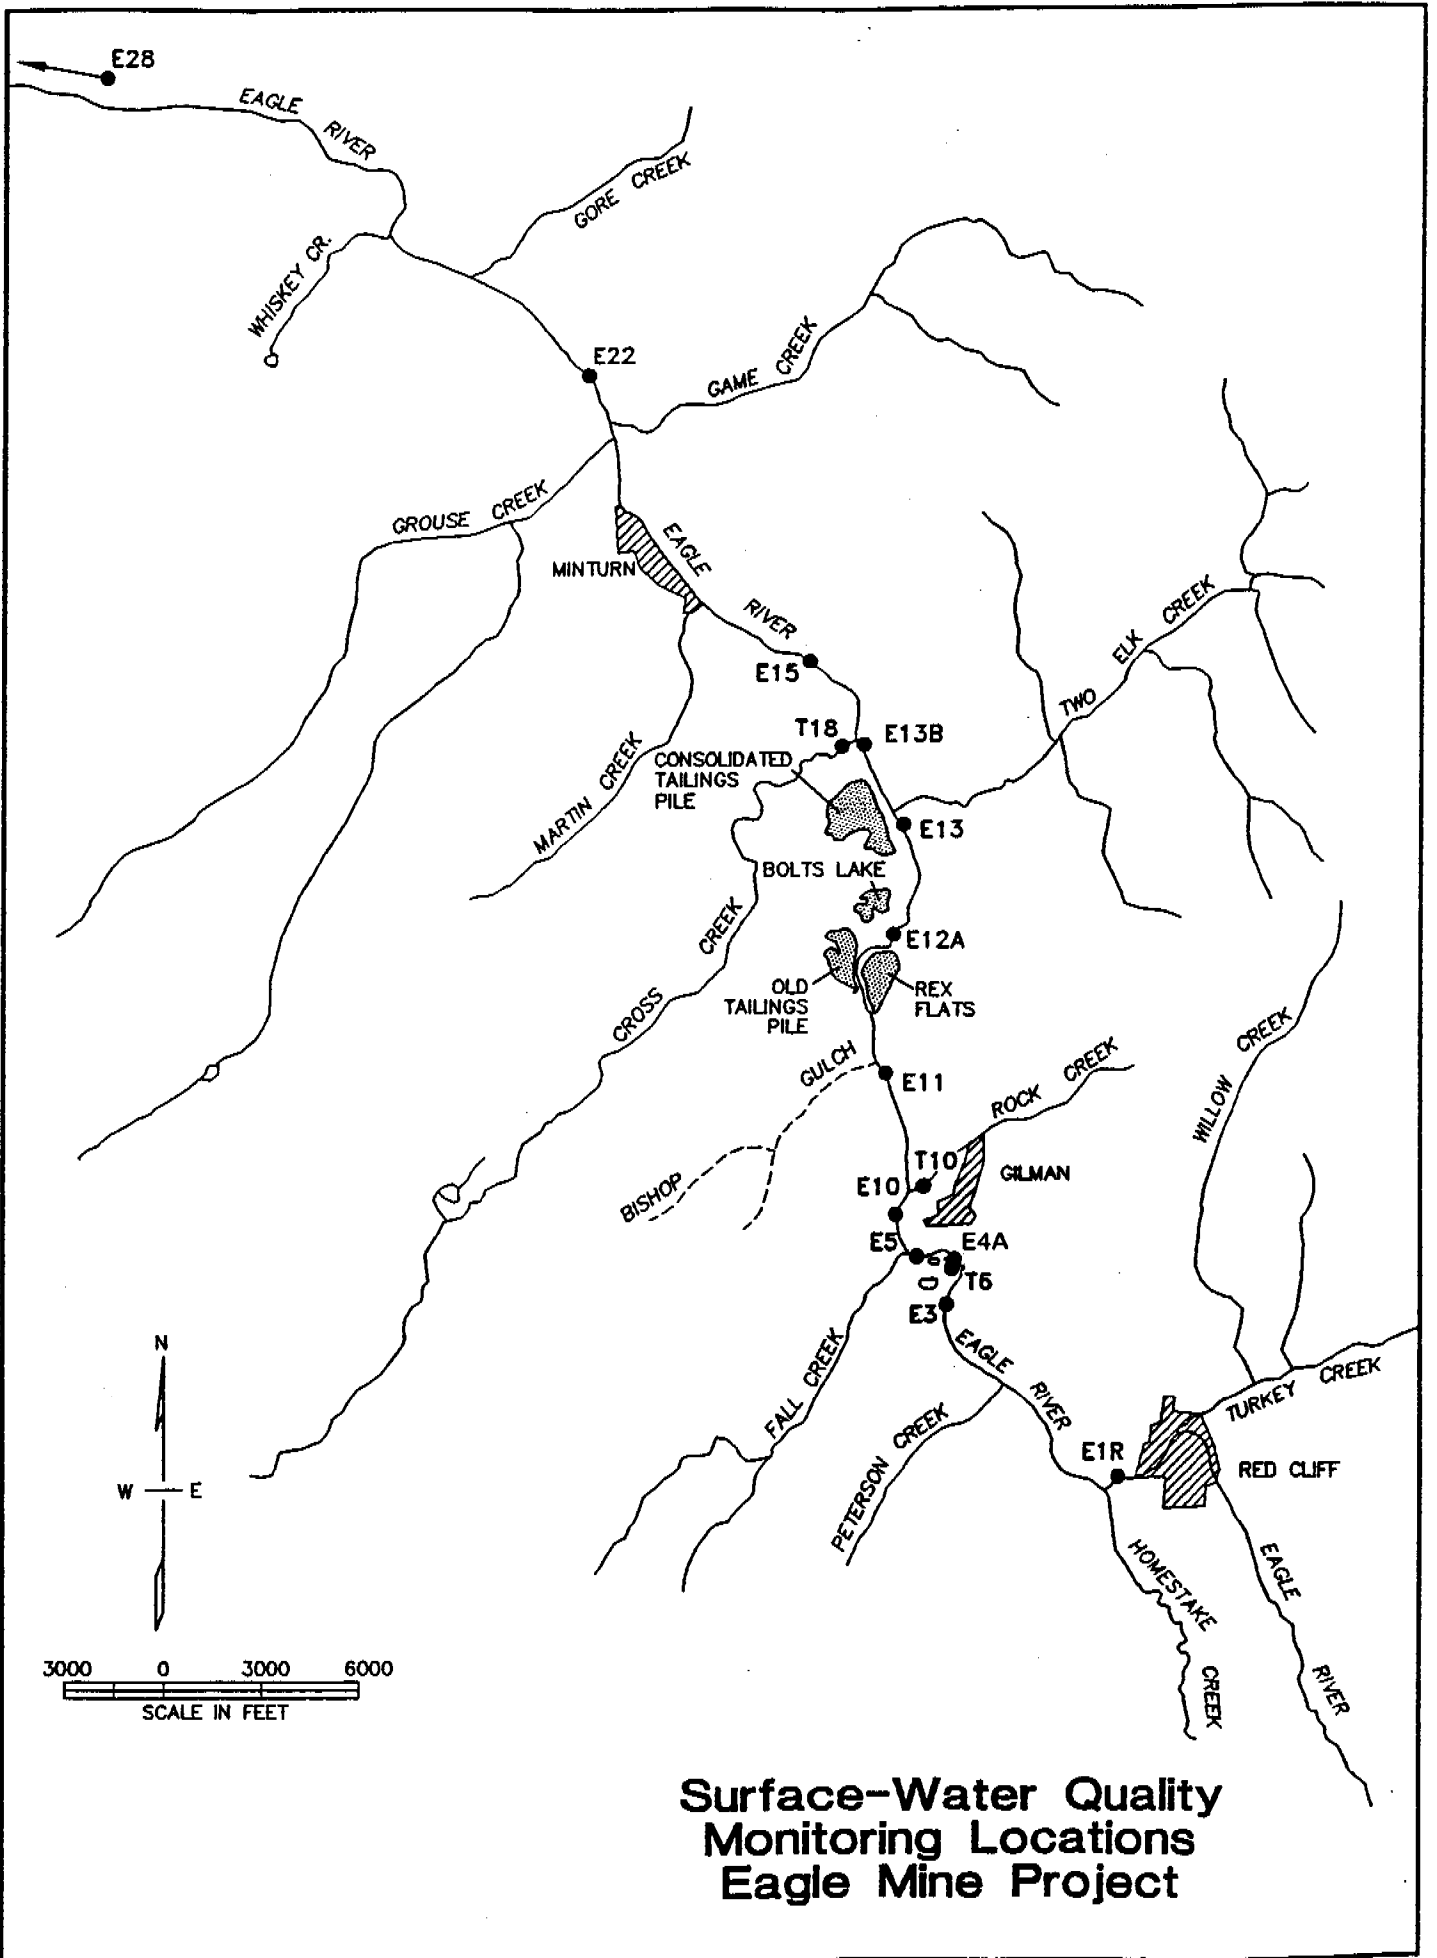 E28
EAGLE
RIVER
GORE CREEK
WHISKEY CR.
E22
GAME CREEK
GROUSE CREEK
MINTURN
EAGLE
RIVER
E15
TWO ELK CREEK
T18
E13B
CONSOLIDATED
TAILINGS
PILE
MARTIN CREEK
E13
BOLTS LAKE
CROSS CREEK
E12A
OLD
TAILINGS
PILE
REX
FLATS
WILLOW CREEK
BISHOP GULCH
E11
ROCK CREEK
T10
GILMAN
E10
E5
E4A
T6
E3
EAGLE
RIVER
FALL CREEK
PETERSON CREEK
TURKEY CREEK
E1R
RED CLIFF
HOMESTAKE
CREEK
EAGLE
RIVER
N
W
E
3000 0 3000 6000
SCALE IN FEET
Surface-Water Quality
Monitoring Locations
Eagle Mine Project